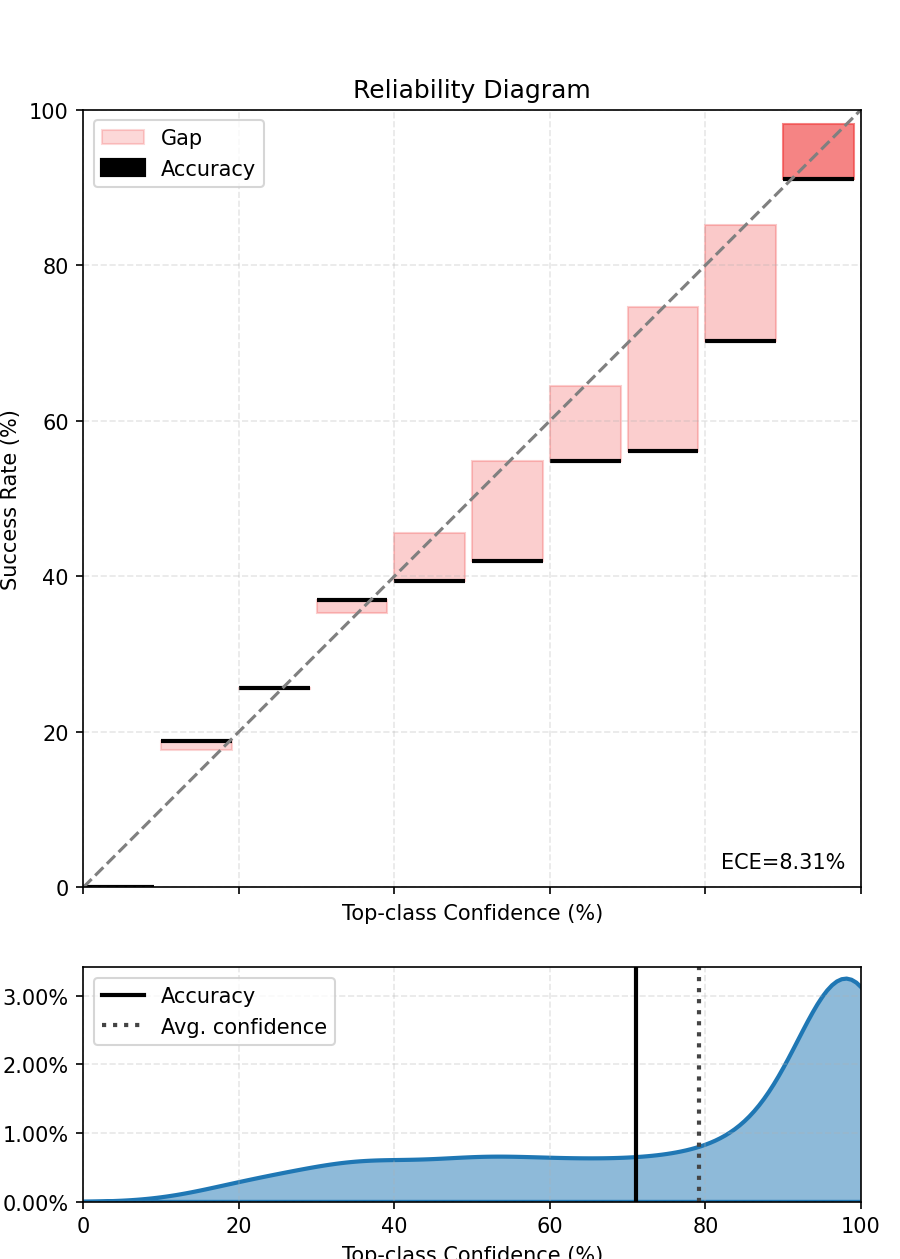 Reliability Diagram
100
80
60
40
20
0
Success Rate (%)
Gap
Accuracy
ECE=8.31%
Top-class Confidence (%)
3.00%
2.00%
1.00%
0.00%
Accuracy
Avg. confidence
0 20 40 60 80 100
Top-class Confidence (%)